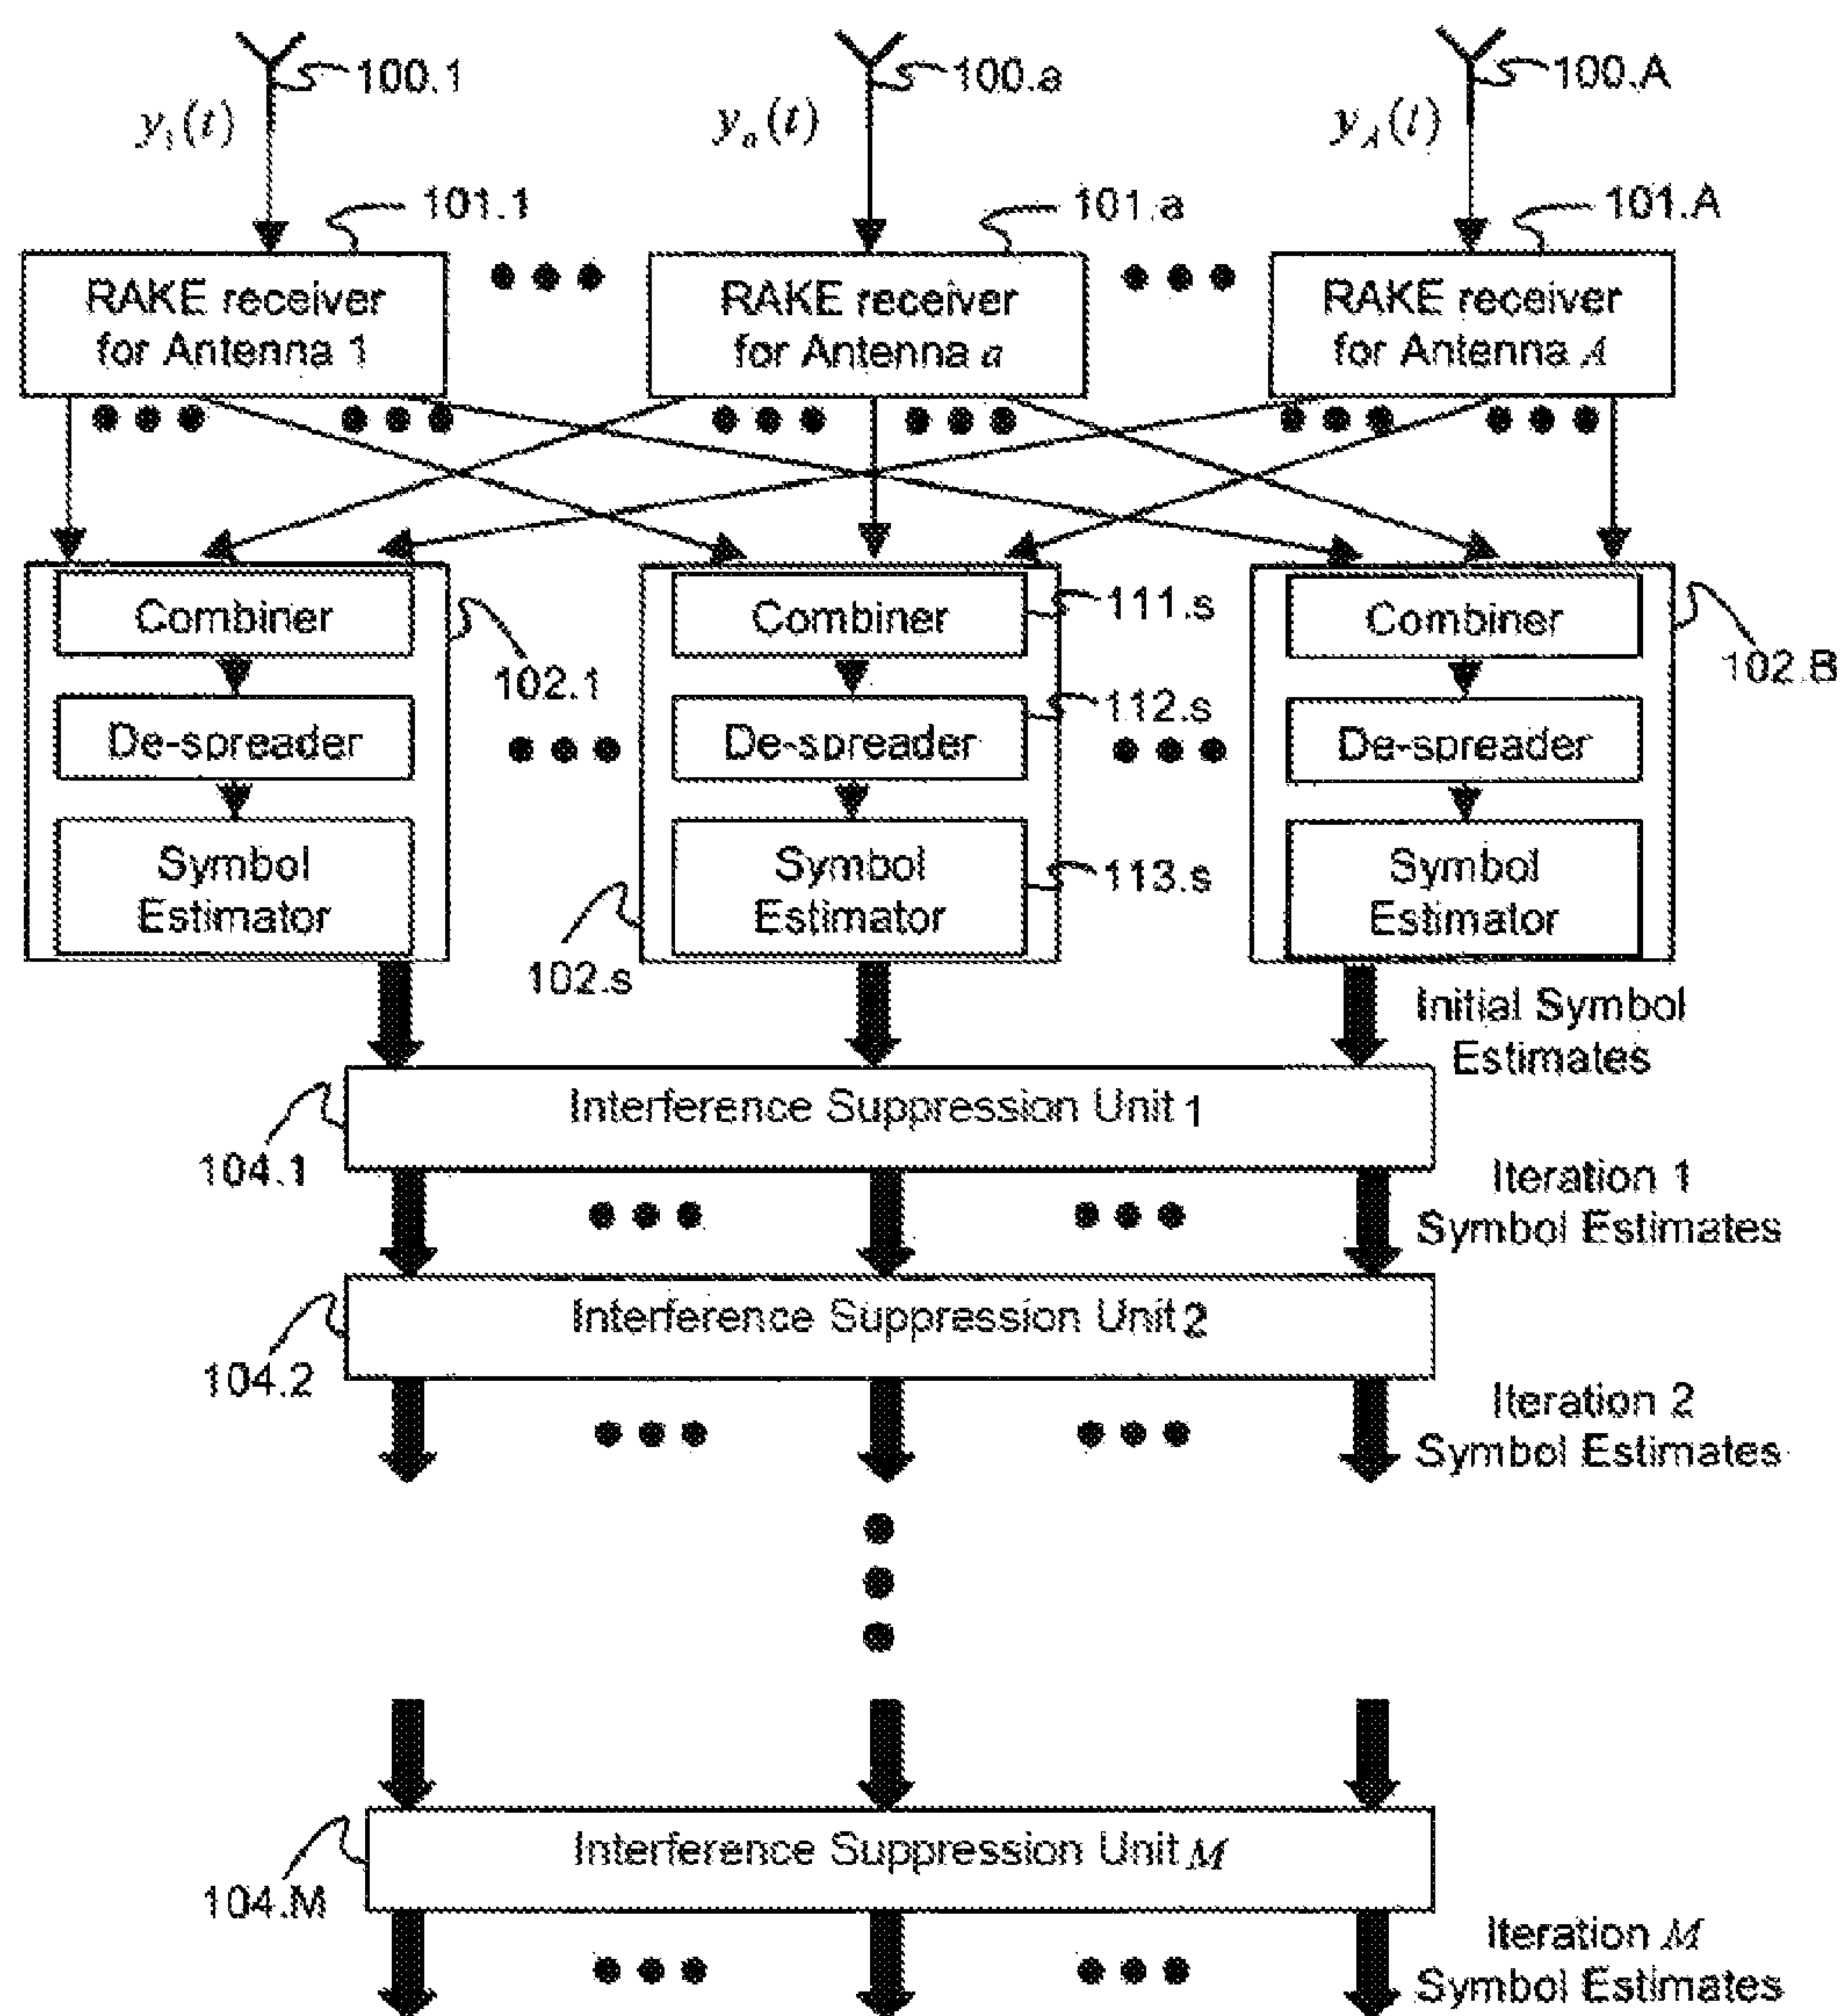 100.1
100.a
100.A
y₁(t)
yₐ(t)
y_A(t)
101.1
101.a
101.A
RAKE receiver
for Antenna 1
RAKE receiver
for Antenna a
RAKE receiver
for Antenna A
Combiner
De-spreader
Symbol
Estimator
102.1
Combiner
De-spreader
Symbol
Estimator
111.s
112.s
113.s
102.s
Combiner
De-spreader
Symbol
Estimator
102.B
Initial Symbol
Estimates
Interference Suppression Unit 1
104.1
Iteration 1
Symbol Estimates
Interference Suppression Unit 2
104.2
Iteration 2
Symbol Estimates
Interference Suppression Unit M
104.M
Iteration M
Symbol Estimates